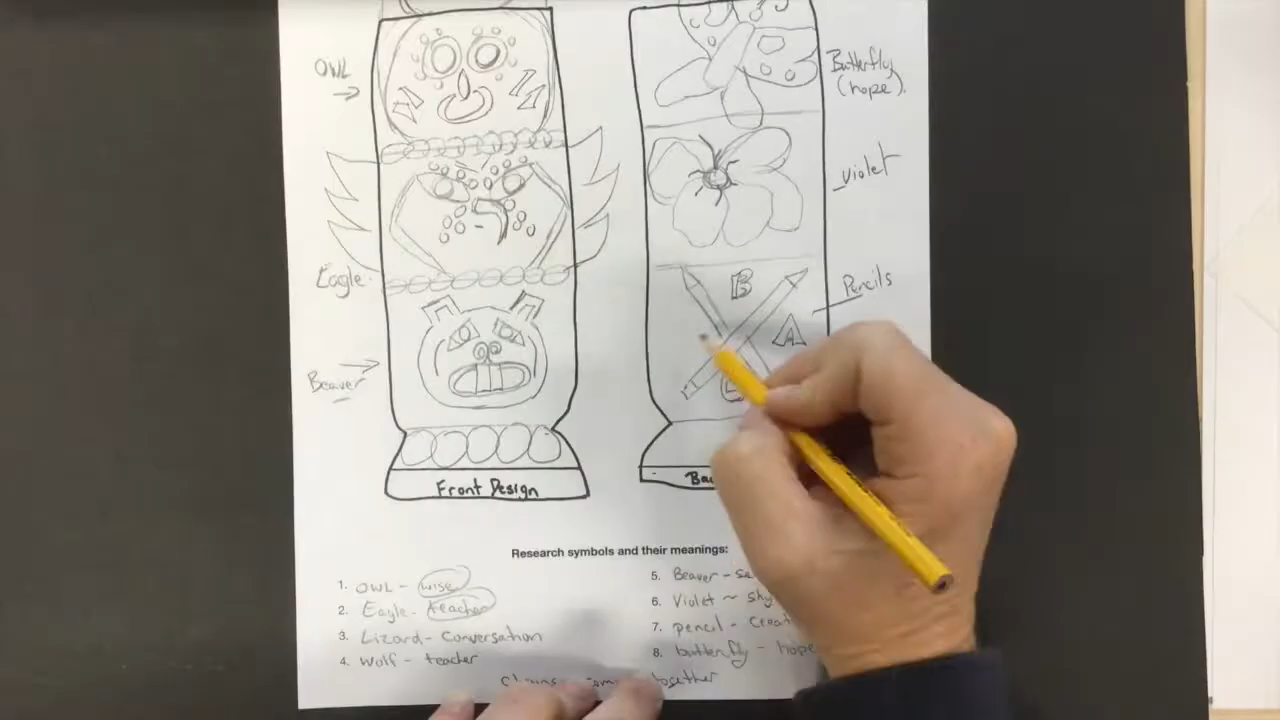 OWL
Eagle
Beaver
Front Design
Butterfly
(hope).
violet
Pencils
B
A
Research symbols and their meanings:
1. OWL - wise
2. Eagle - teacher
3. Lizard - conversation
4. Wolf - teacher
5. Beaver -
6. Violet ~ shy
7. pencil -
8. butterfly - hope
together